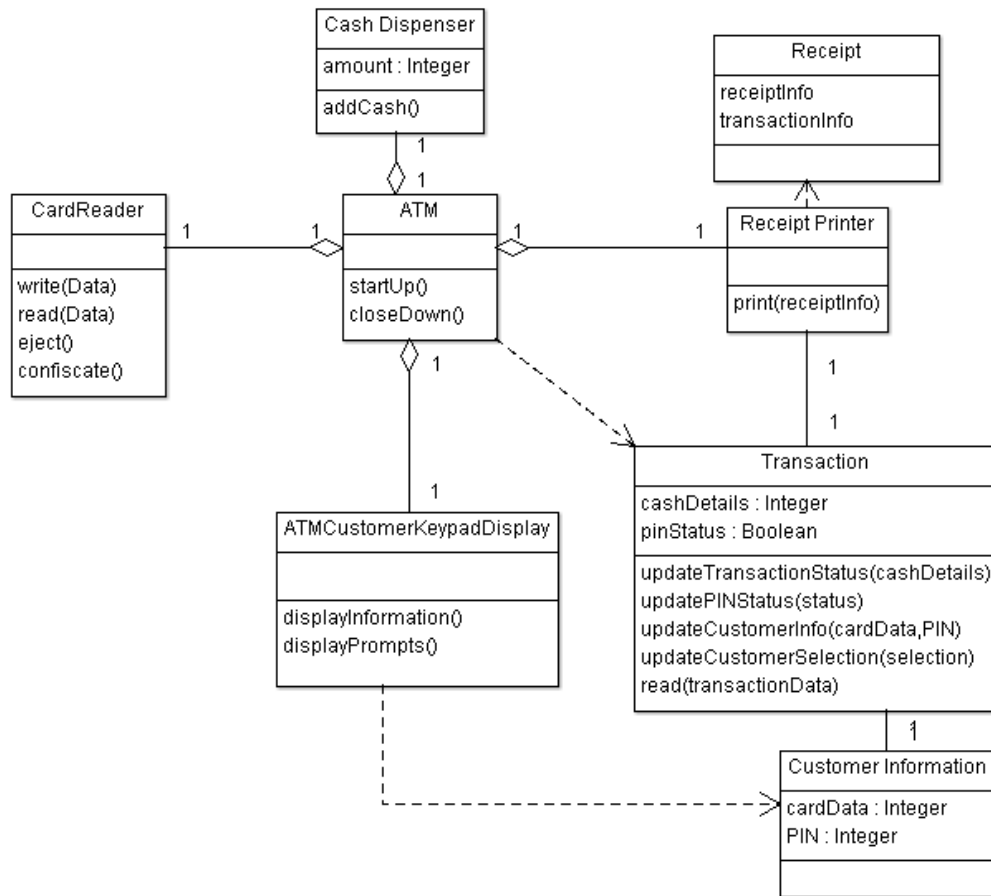 Cash Dispenser
amount : Integer
addCash()
1
1
Receipt
receiptInfo
transactionInfo
CardReader
write(Data)
read(Data)
eject()
confiscate()
1
1
ATM
startUp()
closeDown()
1
1
1
1
Receipt Printer
print(receiptInfo)
1
1
ATMCustomerKeypadDisplay
displayInformation()
displayPrompts()
Transaction
cashDetails : Integer
pinStatus : Boolean
updateTransactionStatus(cashDetails)
updatePINStatus(status)
updateCustomerInfo(cardData,PIN)
updateCustomerSelection(selection)
read(transactionData)
1
Customer Information
cardData : Integer
PIN : Integer